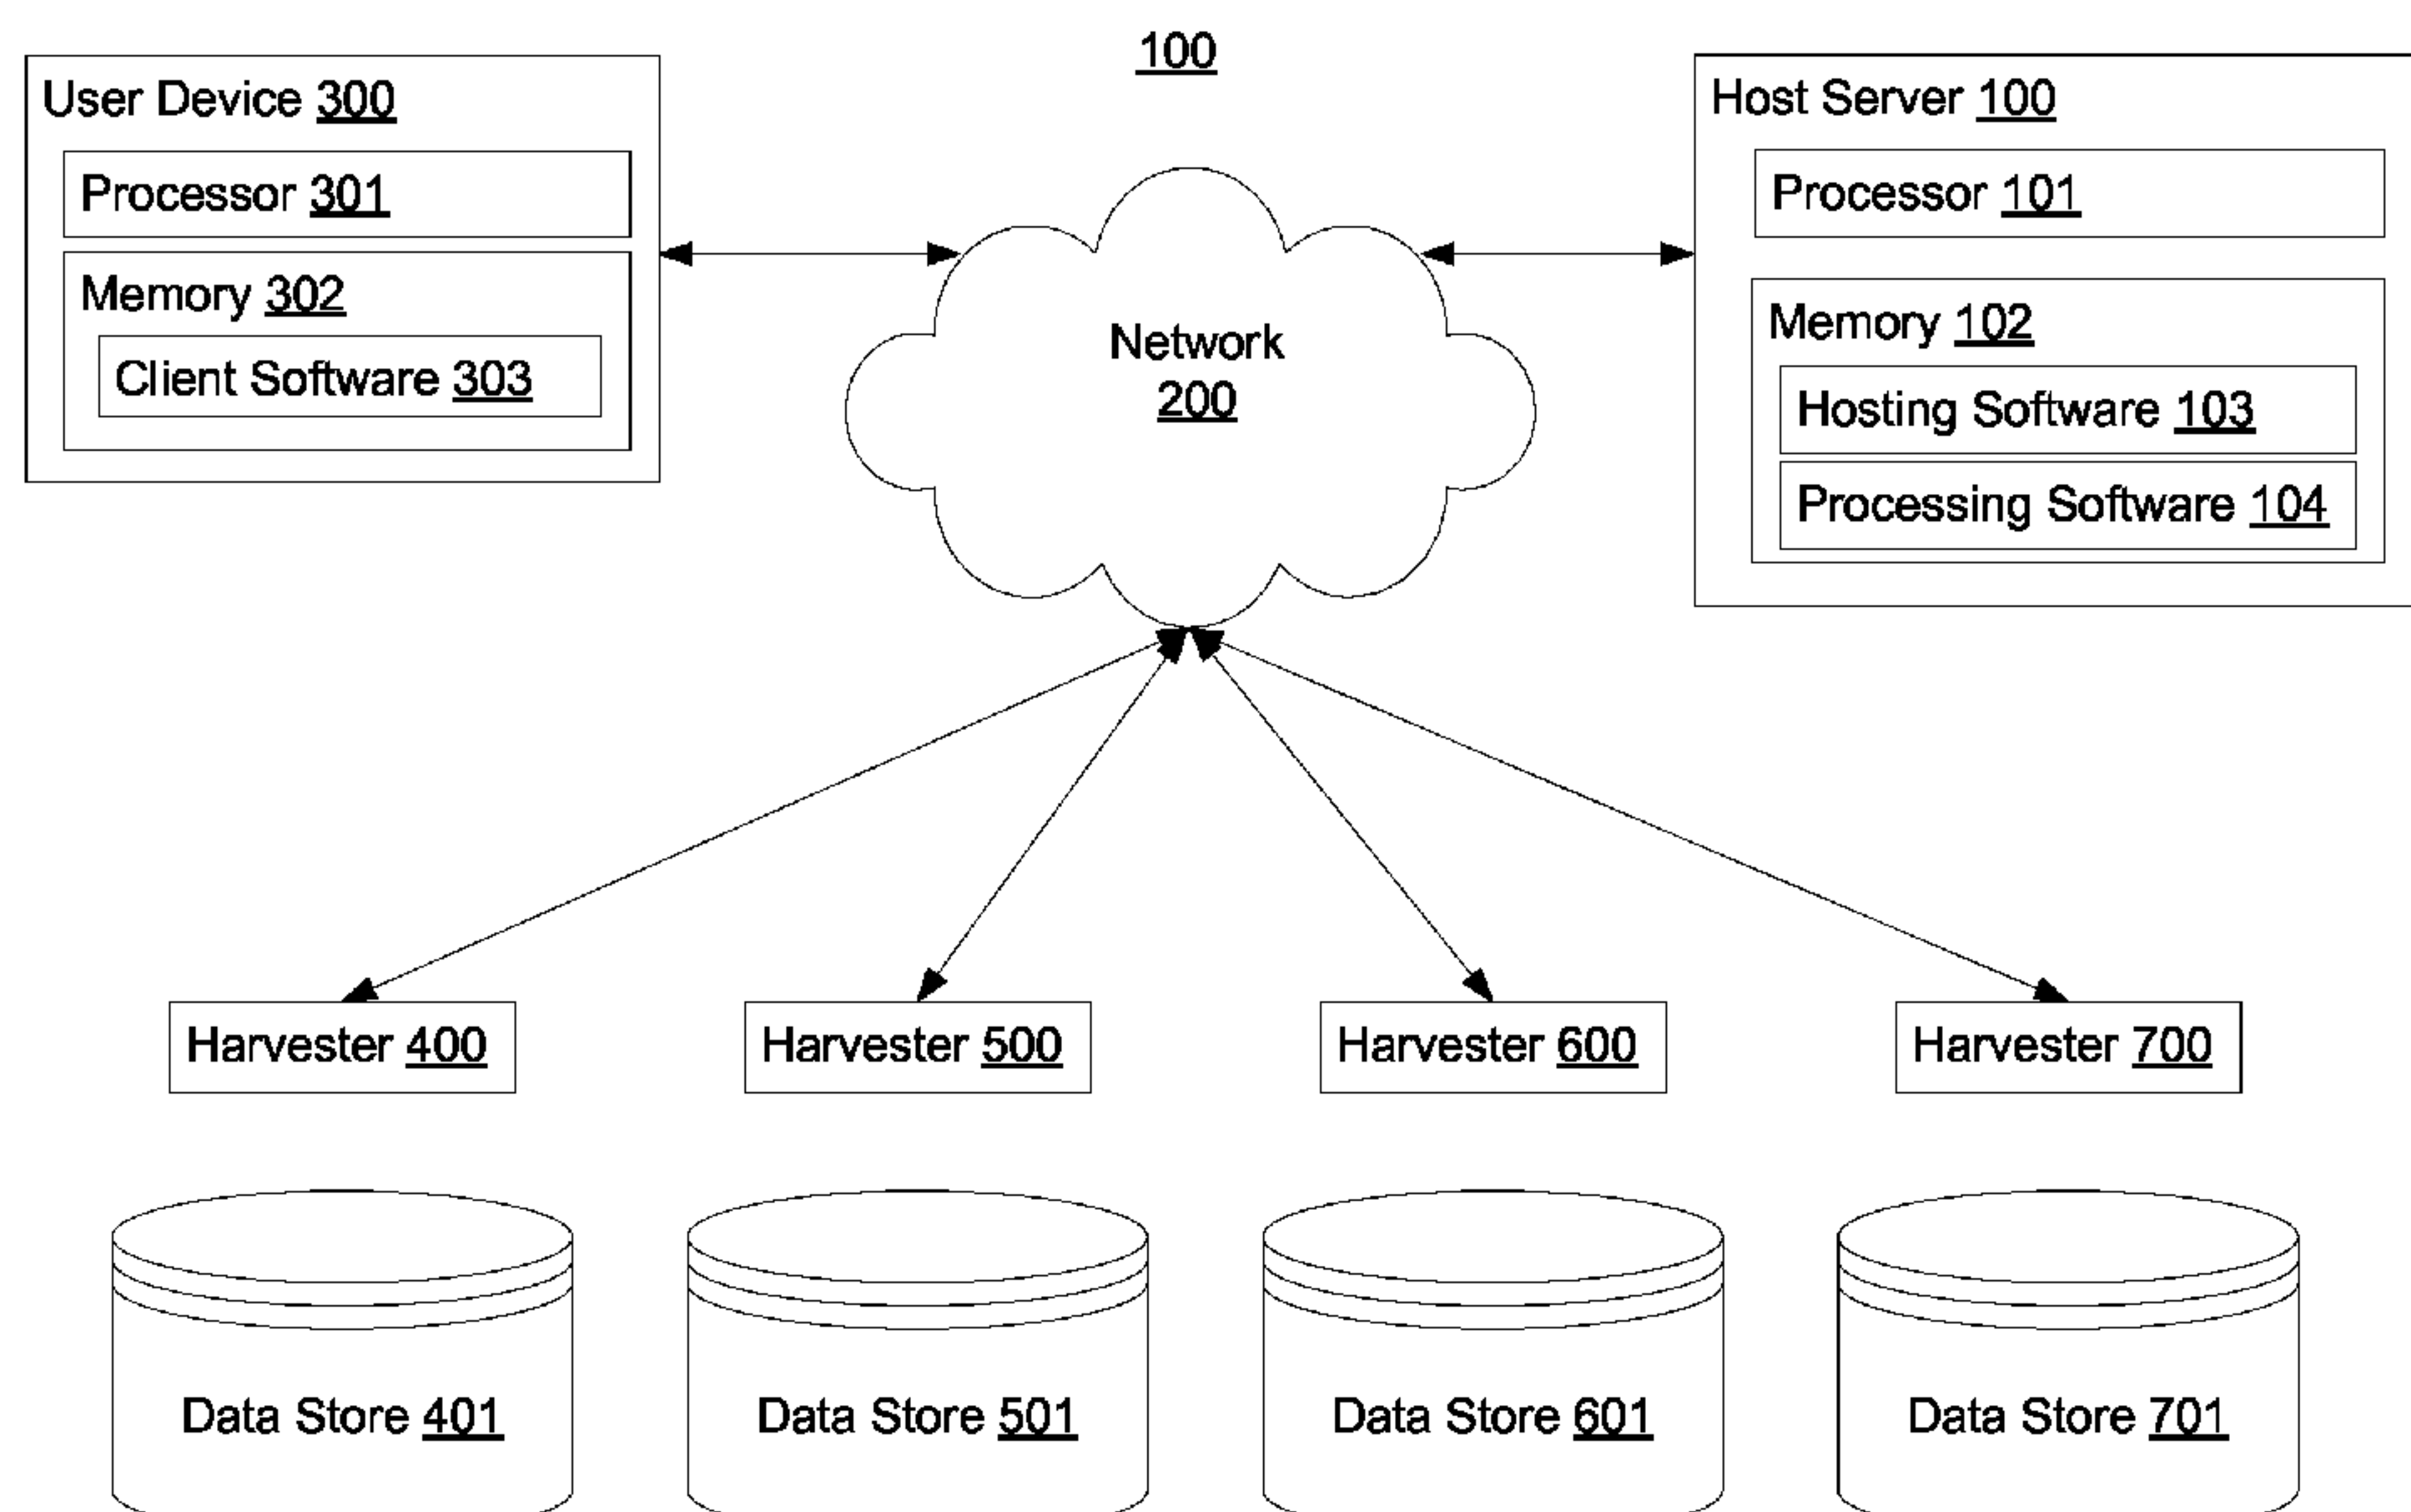 100
User Device 300
Processor 301
Memory 302
Client Software 303
Network
200
Host Server 100
Processor 101
Memory 102
Hosting Software 103
Processing Software 104
Harvester 400
Harvester 500
Harvester 600
Harvester 700
Data Store 401
Data Store 501
Data Store 601
Data Store 701